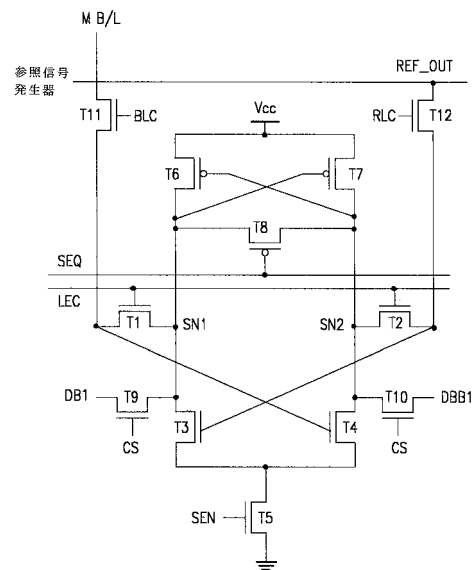 M B/L
参照信号
発生器
REF_OUT
T11
BLC
RLC
T12
Vcc
T6
T7
T8
SEQ
LEC
T1
SN1
SN2
T2
DB1
T9
T10
DBB1
CS
T3
T4
CS
SEN
T5